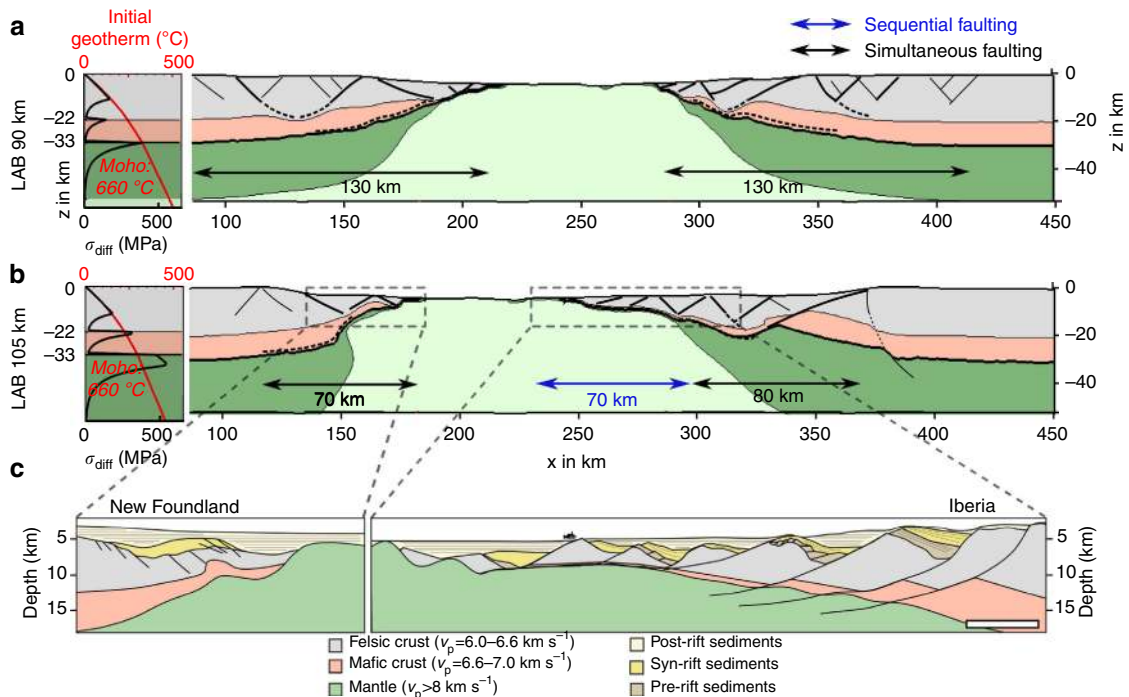 a
Initial
geotherm (°C)
0 500
Sequential faulting
Simultaneous faulting
LAB 90 km
z in km
0
–22
–33
Moho:
660 °C
130 km
130 km
0
–20
–40
z in km
100 150 200 250 300 350 400 450
0 500
σdiff (MPa)
b
0 500
LAB 105 km
0
–22
–33
Moho:
660 °C
70 km
70 km
80 km
0
–20
–40
100 150 200 250 300 350 400 450
0 500
σdiff (MPa)
x in km
c
New Foundland
Iberia
Depth (km)
5
10
15
5
10
15
Depth (km)
Felsic crust (vp=6.0–6.6 km s⁻¹)
Mafic crust (vp=6.6–7.0 km s⁻¹)
Mantle (vp>8 km s⁻¹)
Post-rift sediments
Syn-rift sediments
Pre-rift sediments